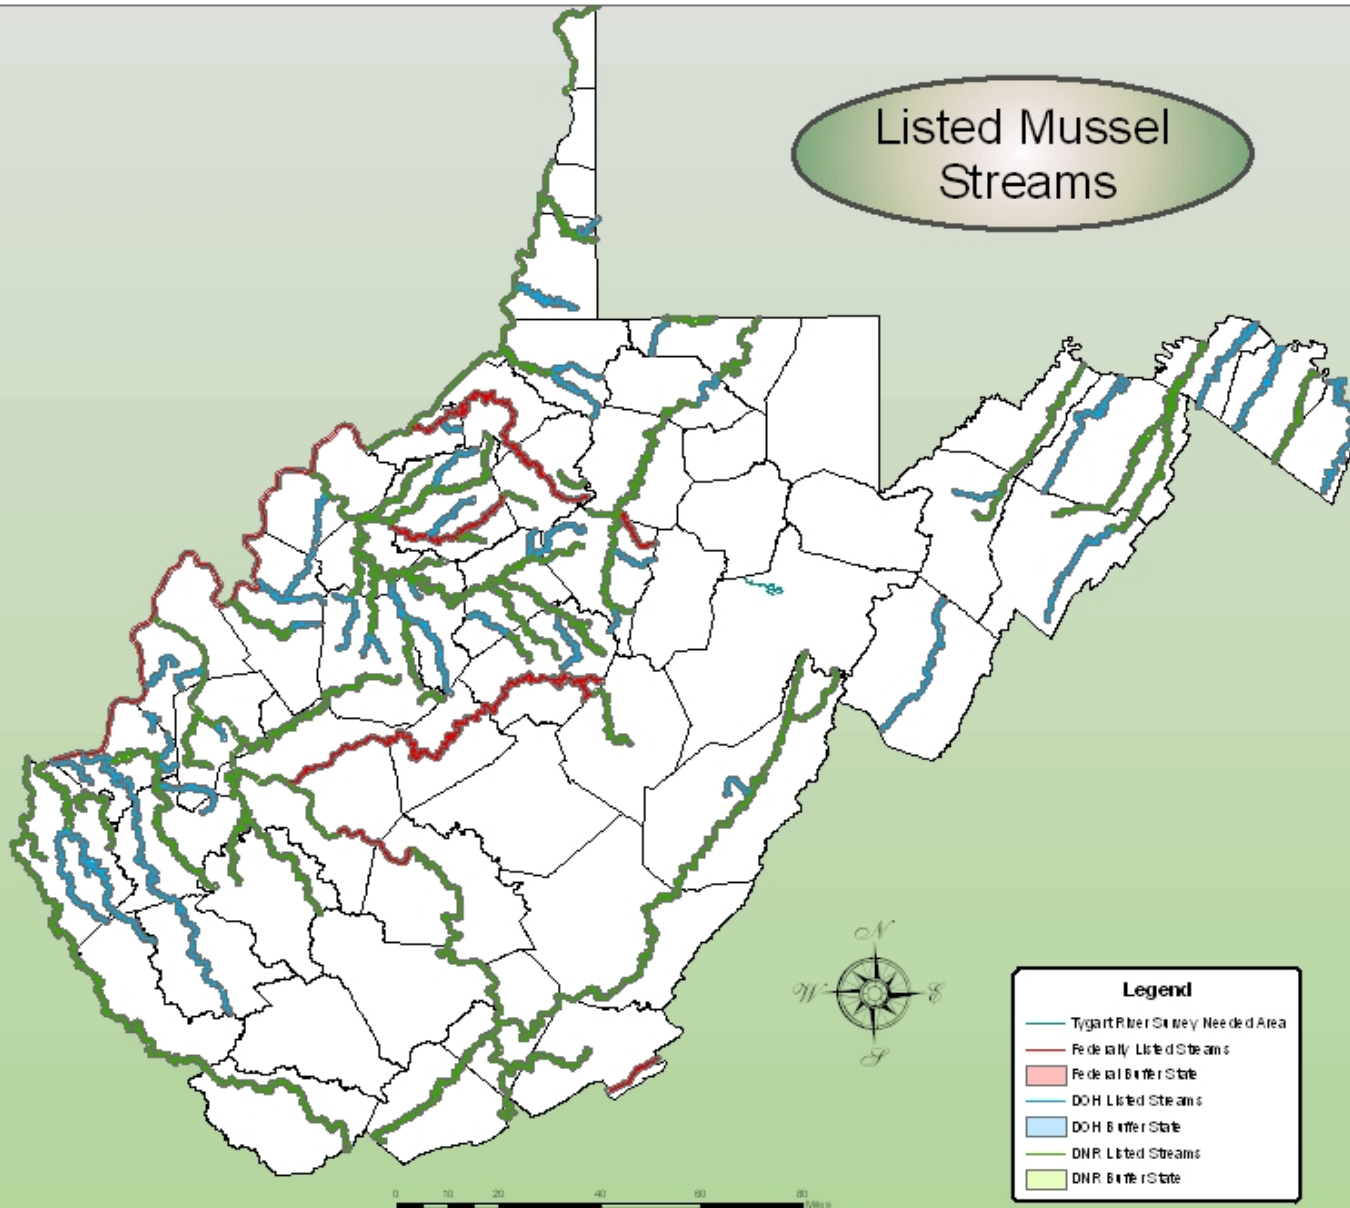 Listed Mussel
Streams
N
W
E
S
Legend
Tygart River Survey Needed Area
Federally Listed Streams
Federal Buffer State
DOH Listed Streams
DOH Buffer State
DNR Listed Streams
DNR Buffer State
0 10 20 40 60 80
Miles